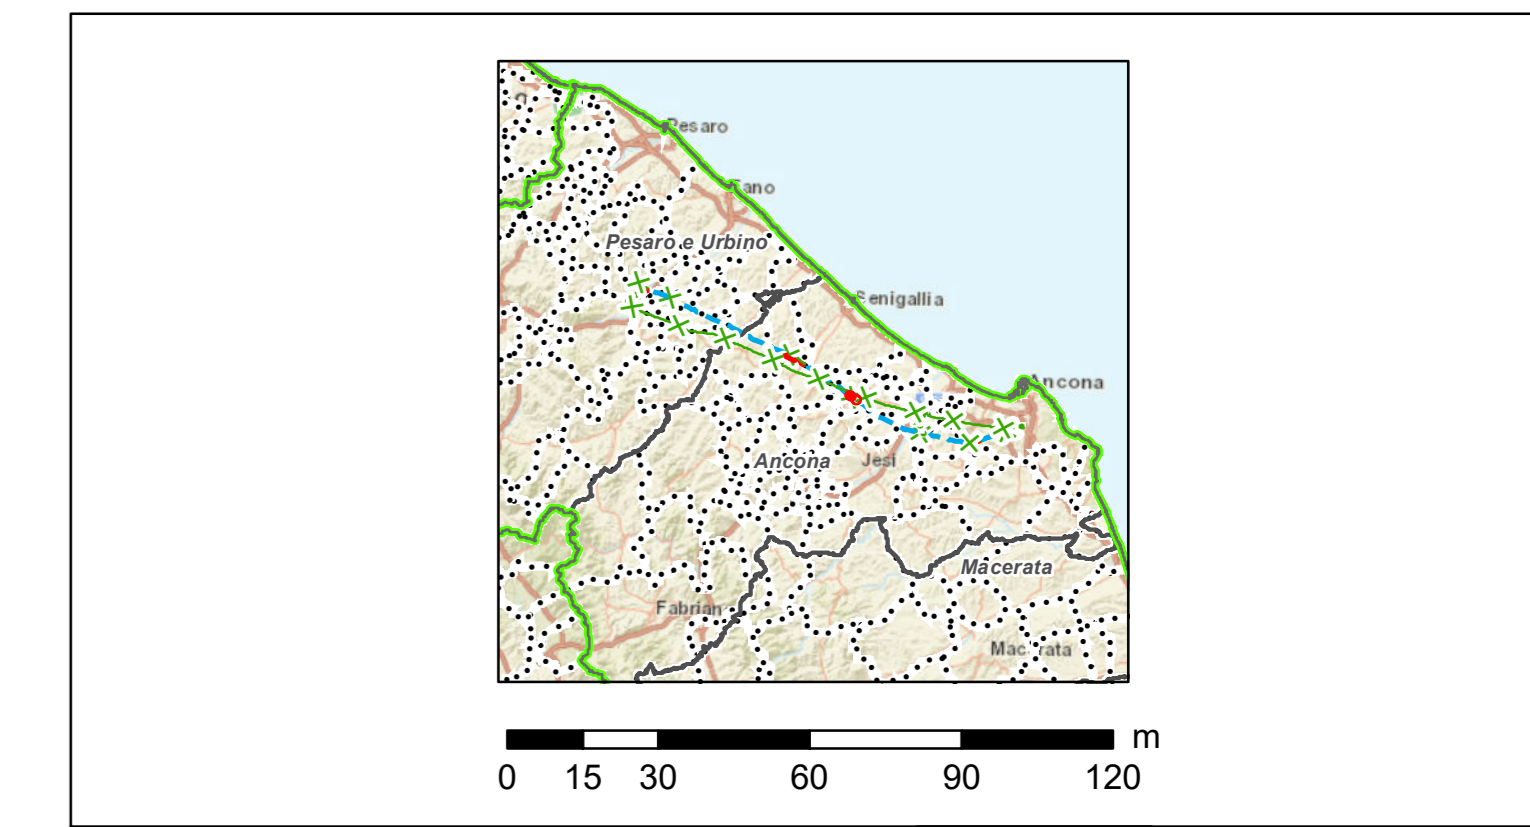 Pesaro
Fano
Pesaro e Urbino
Senigallia
Ancona
Ancona
Jesi
Macerata
Fabrian
Mac rata
m
0 15 30 60 90 120